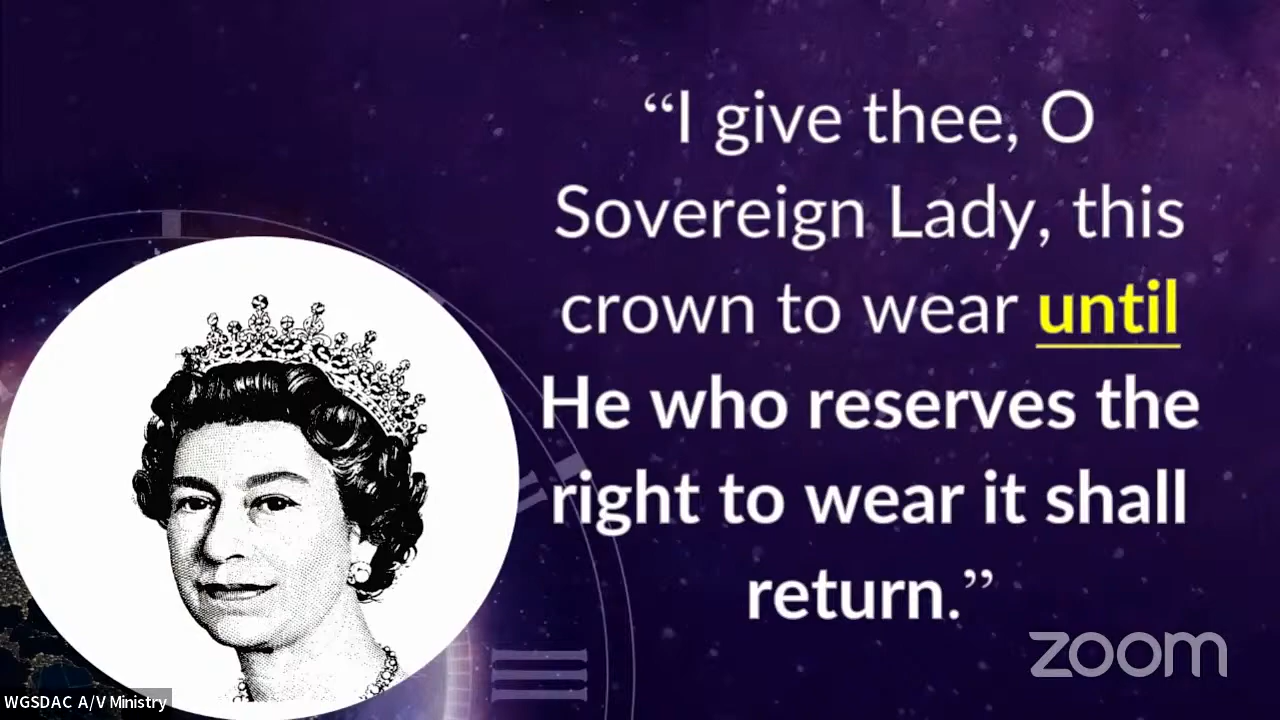 “I give thee, O
Sovereign Lady, this
crown to wear until
He who reserves the
right to wear it shall
return.”
zoom
WGSDAC A/V Ministry